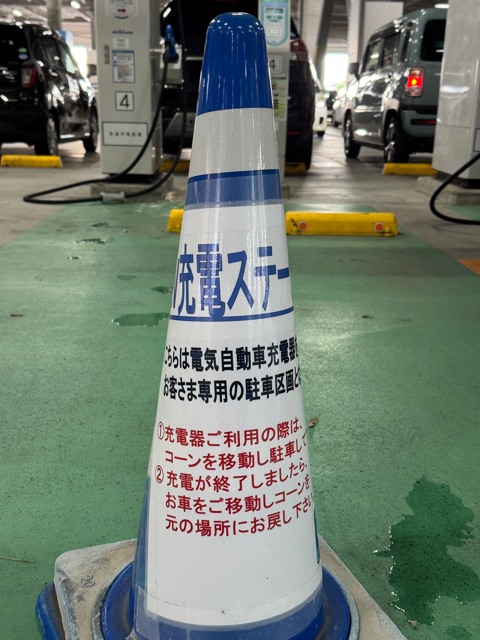 4
充電ステー
こちらは電気自動車充電器を
お客さま専用の駐車区画と
①充電器ご利用の際は、
コーンを移動し駐車して
②充電が終了しましたら、
お車をご移動しコーンを
元の場所にお戻し下さい